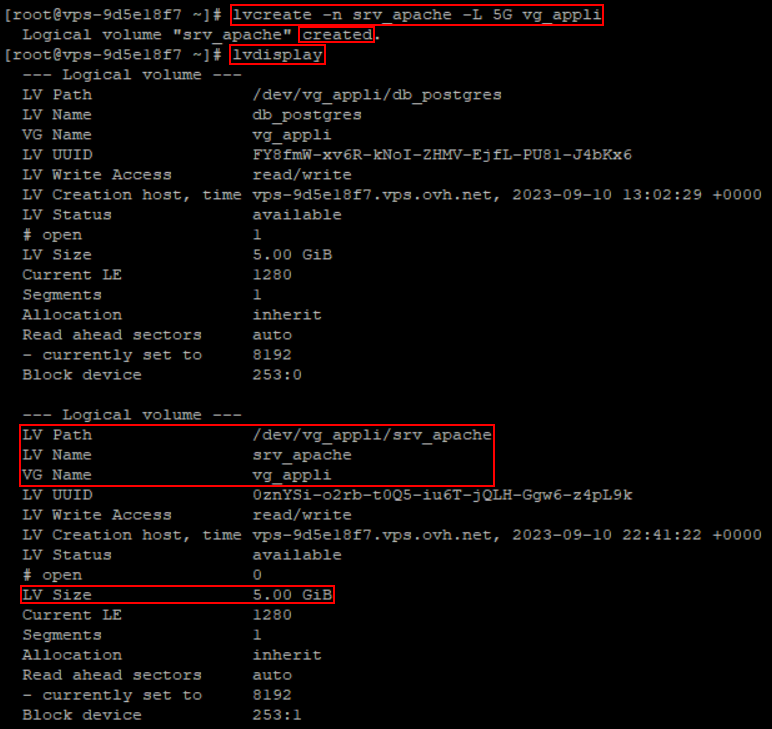 [root@vps-9d5e18f7 ~]# lvcreate -n srv_apache -L 5G vg_appli
  Logical volume "srv_apache" created.
[root@vps-9d5e18f7 ~]# lvdisplay
  --- Logical volume ---
  LV Path                /dev/vg_appli/db_postgres
  LV Name                db_postgres
  VG Name                vg_appli
  LV UUID                FY8fmW-xv6R-kNoI-ZHMV-EjfL-PU81-J4bKx6
  LV Write Access        read/write
  LV Creation host, time vps-9d5e18f7.vps.ovh.net, 2023-09-10 13:02:29 +0000
  LV Status              available
  # open                 1
  LV Size                5.00 GiB
  Current LE             1280
  Segments               1
  Allocation             inherit
  Read ahead sectors     auto
  - currently set to     8192
  Block device           253:0

  --- Logical volume ---
  LV Path                /dev/vg_appli/srv_apache
  LV Name                srv_apache
  VG Name                vg_appli
  LV UUID                0znYSi-o2rb-t0Q5-iu6T-jQLH-Ggw6-z4pL9k
  LV Write Access        read/write
  LV Creation host, time vps-9d5e18f7.vps.ovh.net, 2023-09-10 22:41:22 +0000
  LV Status              available
  # open                 0
  LV Size                5.00 GiB
  Current LE             1280
  Segments               1
  Allocation             inherit
  Read ahead sectors     auto
  - currently set to     8192
  Block device           253:1